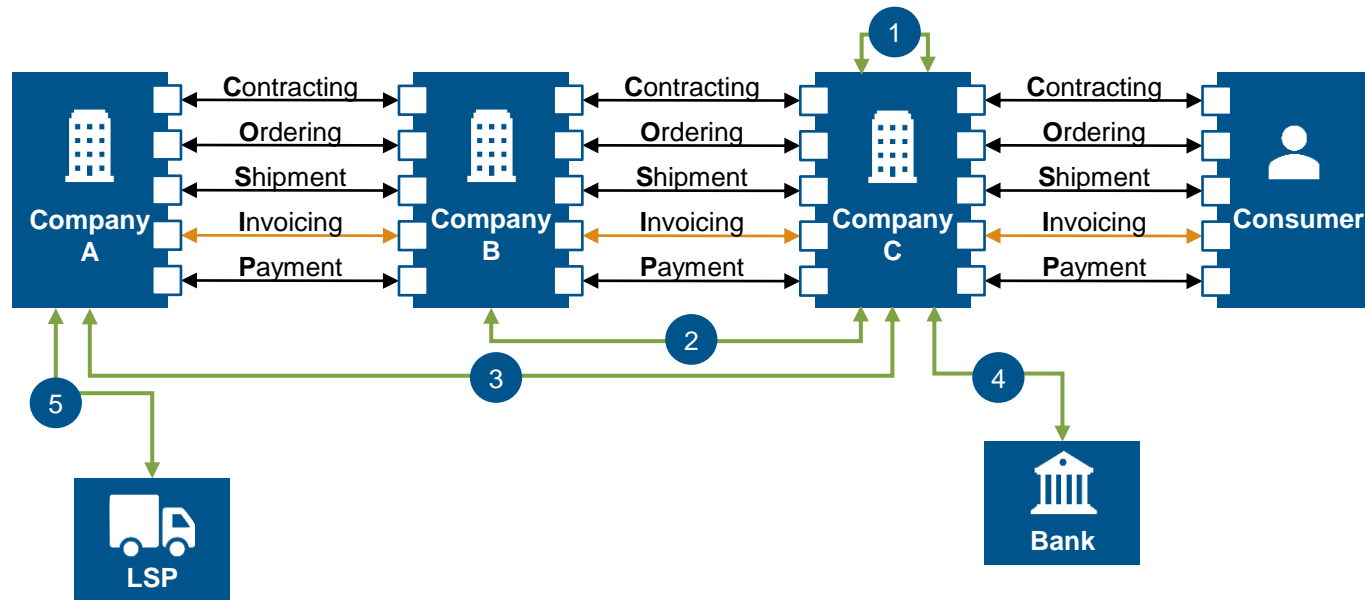 1
Contracting Contracting Contracting
Ordering Ordering Ordering
Shipment Shipment Shipment
Company Invoicing Company Invoicing Company Invoicing Consumer
A B C
Payment Payment Payment
2
3
4
5
LSP
Bank